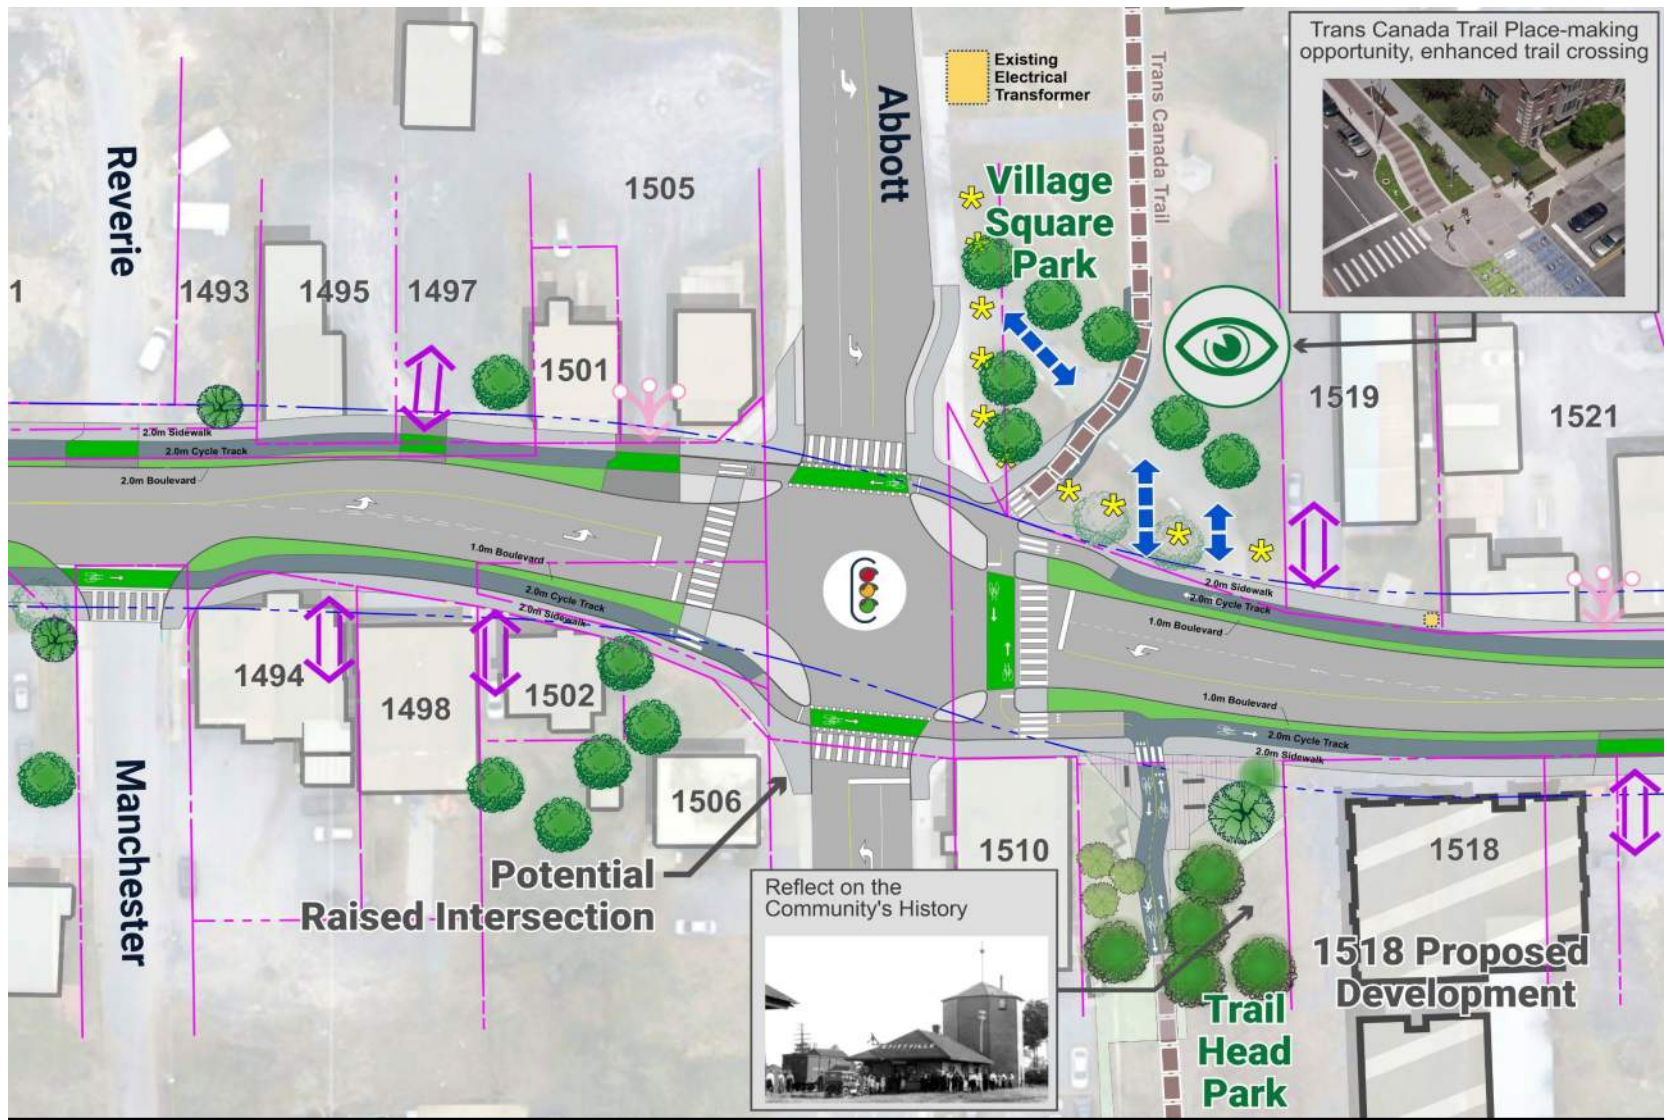 Trans Canada Trail Place-making
opportunity, enhanced trail crossing
Existing
Electrical
Transformer
Trans Canada Trail
Abbott
Reverie
Village
Square
Park
1505
1
1493
1495
1497
1501
1519
1521
2.0m Sidewalk
2.0m Cycle Track
2.0m Boulevard
1.0m Boulevard
2.0m Cycle Track
2.0m Sidewalk
2.0m Sidewalk
2.0m Cycle Track
1.0m Boulevard
1494
1498
1502
1.0m Boulevard
2.0m Cycle Track
2.0m Sidewalk
Manchester
1506
1510
1518
Potential
Raised Intersection
Reflect on the
Community's History
1518 Proposed
Development
Trail
Head
Park